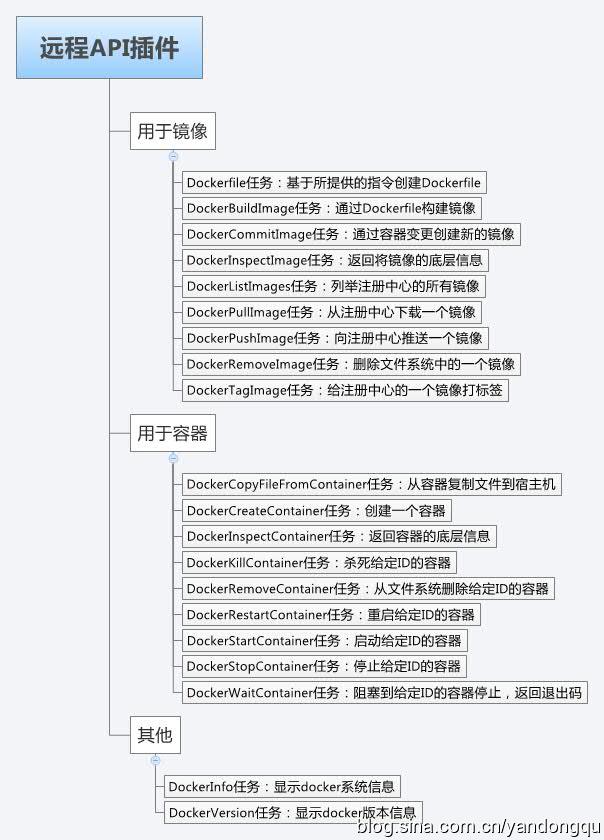 远程API插件
用于镜像
Dockerfile任务：基于所提供的指令创建Dockerfile
DockerBuildImage任务：通过Dockerfile构建镜像
DockerCommitImage任务：通过容器变更创建新的镜像
DockerInspectImage任务：返回将镜像的底层信息
DockerListImages任务：列举注册中心的所有镜像
DockerPullImage任务：从注册中心下载一个镜像
DockerPushImage任务：向注册中心推送一个镜像
DockerRemoveImage任务：删除文件系统中的一个镜像
DockerTagImage任务：给注册中心的一个镜像打标签
用于容器
DockerCopyFileFromContainer任务：从容器复制文件到宿主机
DockerCreateContainer任务：创建一个容器
DockerInspectContainer任务：返回容器的底层信息
DockerKillContainer任务：杀死给定ID的容器
DockerRemoveContainer任务：从文件系统删除给定ID的容器
DockerRestartContainer任务：重启给定ID的容器
DockerStartContainer任务：启动给定ID的容器
DockerStopContainer任务：停止给定ID的容器
DockerWaitContainer任务：阻塞到给定ID的容器停止，返回退出码
其他
DockerInfo任务：显示docker系统信息
DockerVersion任务：显示docker版本信息
blog.sina.com.cn/yandongqu